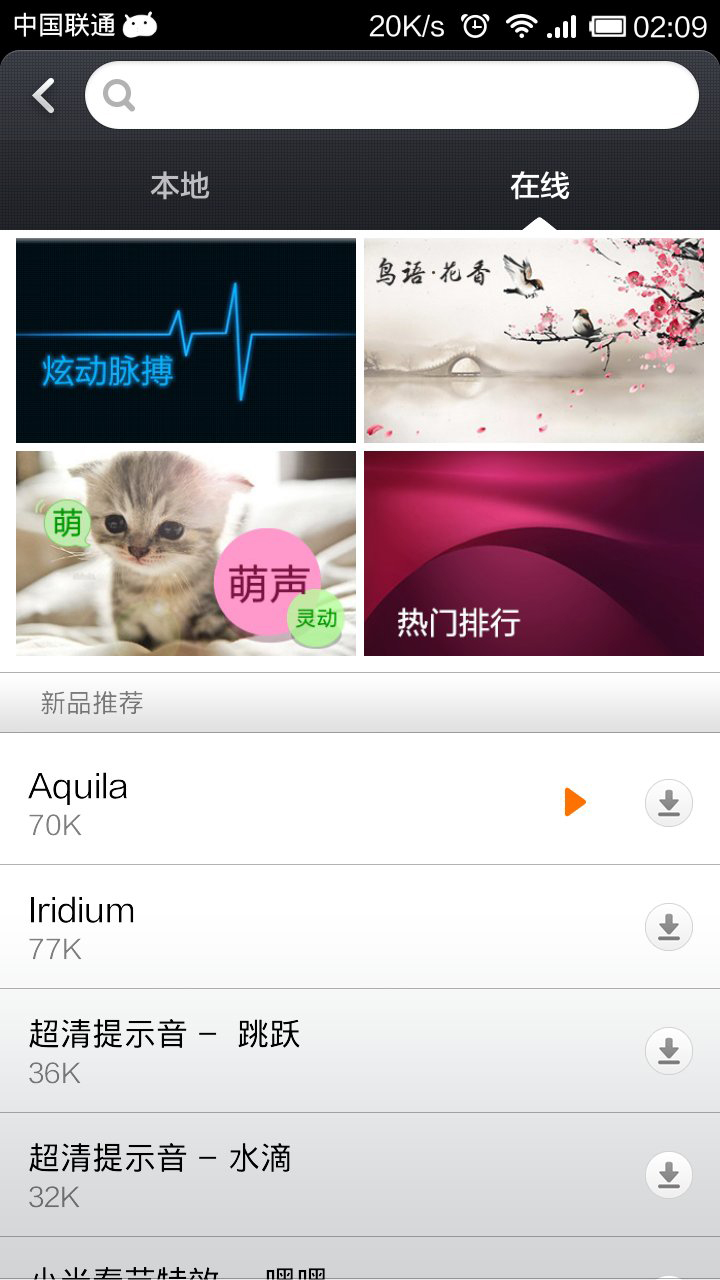 中国联通 20K/s 02:09
本地 在线
炫动脉搏
鸟语·花香
萌
萌声
灵动
热门排行
新品推荐
Aquila
70K
Iridium
77K
超清提示音 – 跳跃
36K
超清提示音 – 水滴
32K